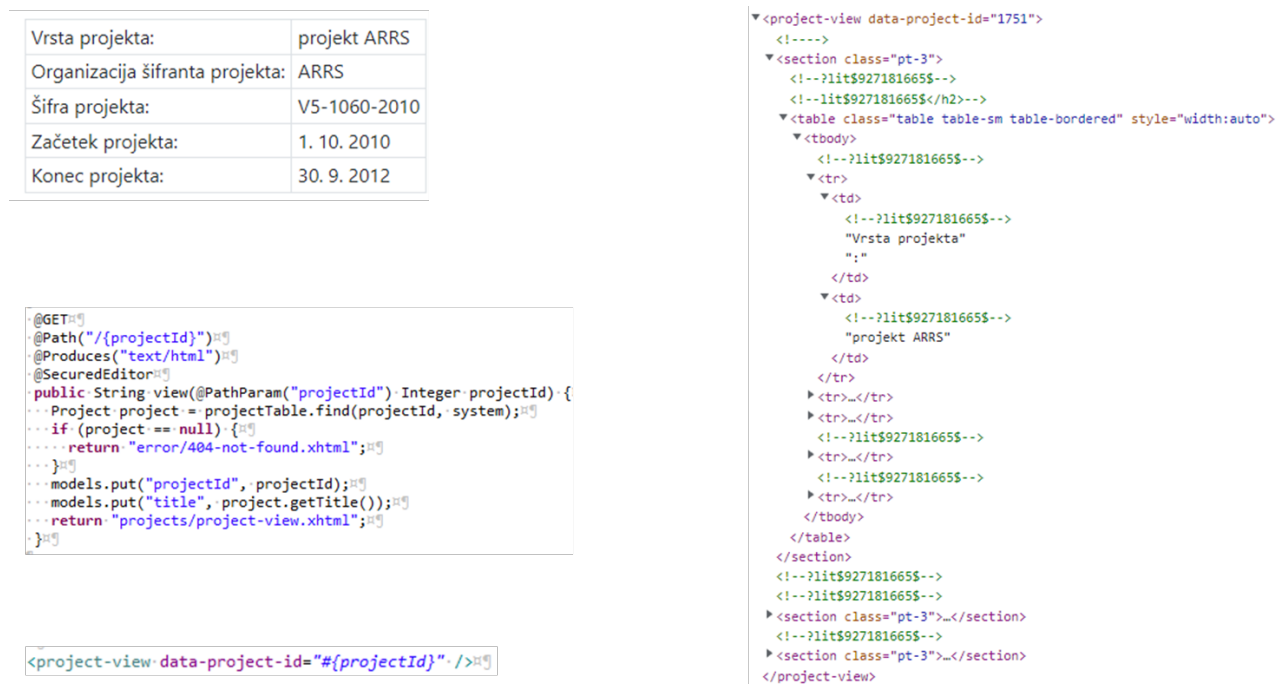 Vrsta projekta: projekt ARRS
Organizacija šifranta projekta: ARRS
Šifra projekta: V5-1060-2010
Začetek projekta: 1. 10. 2010
Konec projekta: 30. 9. 2012
@GET¤¶
@Path("/{projectId}")¤¶
@Produces("text/html")¤¶
@SecuredEditor¤¶
public·String·view(@PathParam("projectId")·Integer·projectId)·{
···Project·project·=·projectTable.find(projectId,·system);¤¶
···if·(project·==·null)·{¤¶
·····return·"error/404-not-found.xhtml";¤¶
···}¤¶
···models.put("projectId",·projectId);¤¶
···models.put("title",·project.getTitle());¤¶
···return·"projects/project-view.xhtml";¤¶
·}¤¶
<project-view·data-project-id="#{projectId}"·/>¤¶
▼<project-view data-project-id="1751">
<!---->
▼<section class="pt-3">
<!--?lit$927181665$-->
<!--lit$927181665$</h2>-->
▼<table class="table table-sm table-bordered" style="width:auto">
▼<tbody>
<!--?lit$927181665$-->
▼<tr>
▼<td>
<!--?lit$927181665$-->
"Vrsta projekta"
":"
</td>
▼<td>
<!--?lit$927181665$-->
"projekt ARRS"
</td>
</tr>
▶<tr>…</tr>
▶<tr>…</tr>
<!--?lit$927181665$-->
▶<tr>…</tr>
<!--?lit$927181665$-->
▶<tr>…</tr>
</tbody>
</table>
</section>
<!--?lit$927181665$-->
<!--?lit$927181665$-->
▶<section class="pt-3">…</section>
<!--?lit$927181665$-->
▶<section class="pt-3">…</section>
</project-view>